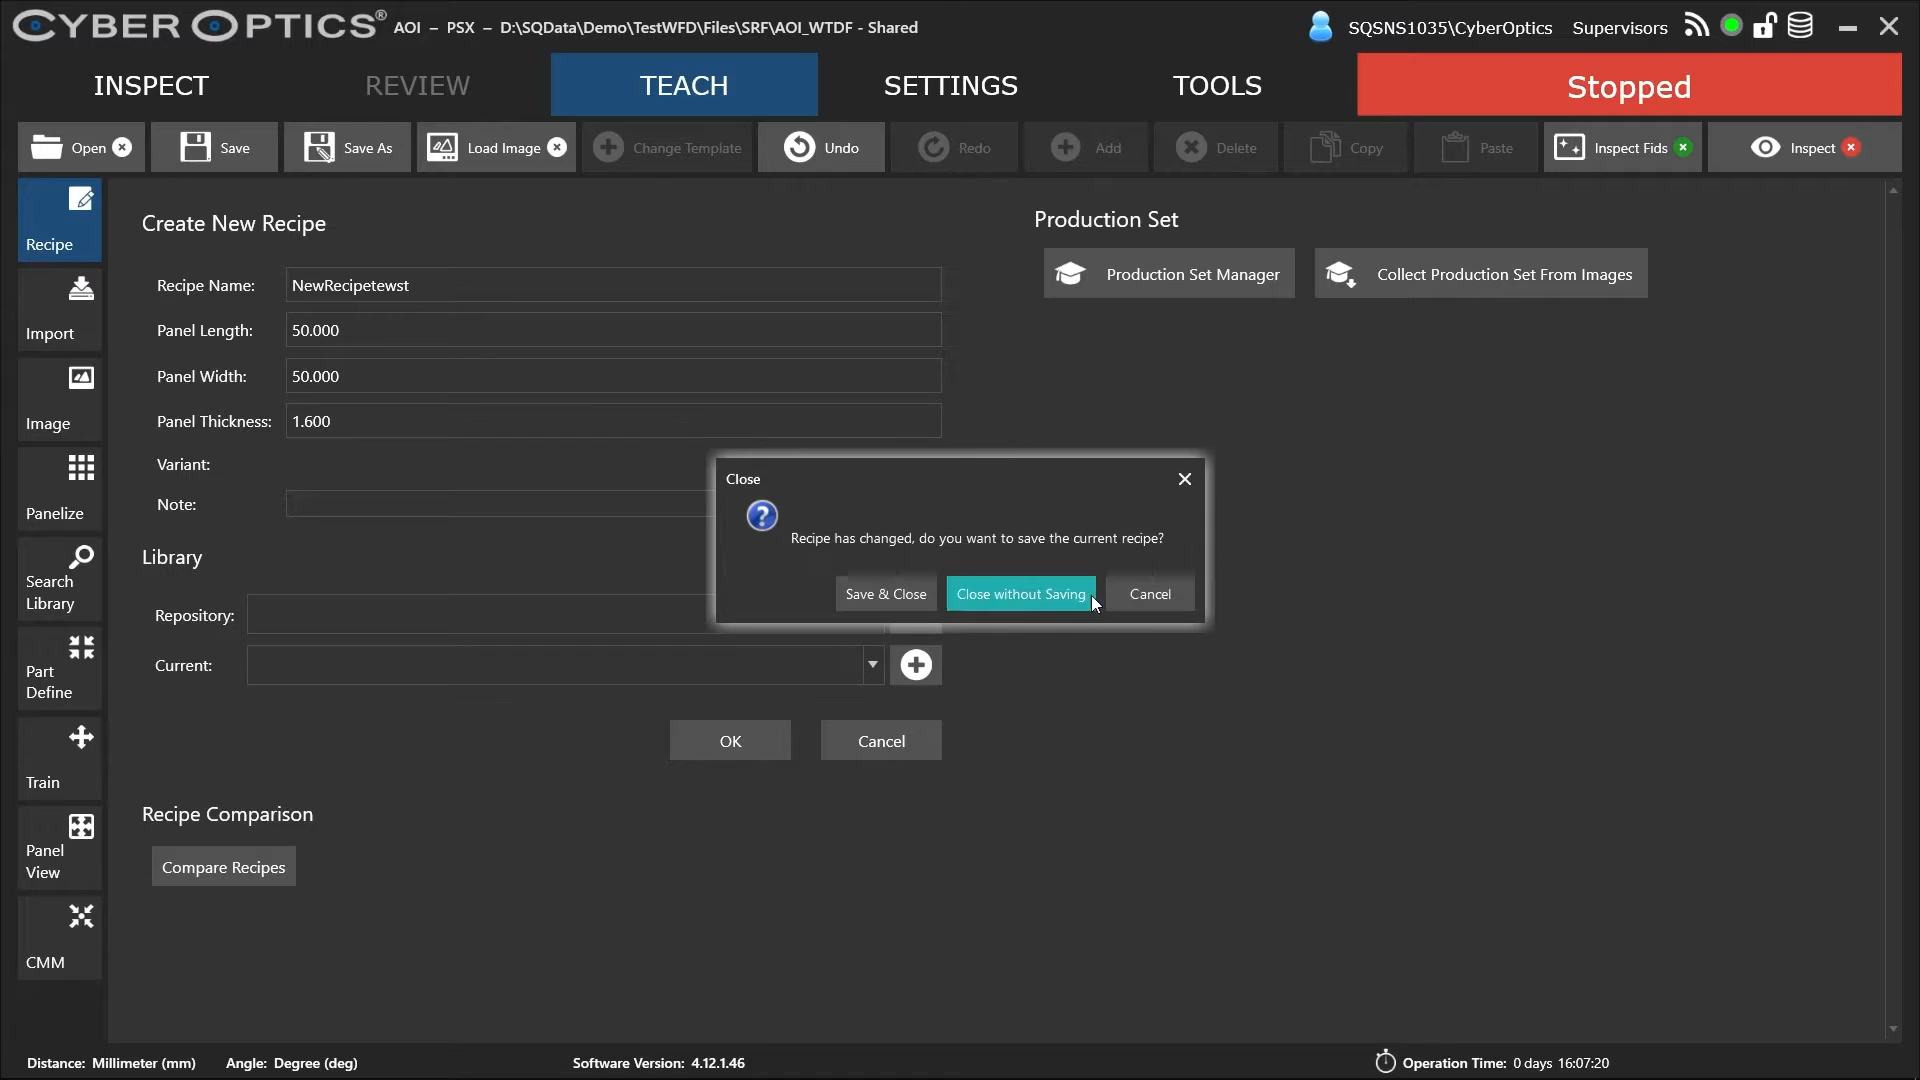 CYBEROPTICS® AOI – PSX – D:\SQData\Demo\TestWFD\Files\SRF\AOI_WTDF - Shared SQSNS1035\CyberOptics Supervisors
INSPECT REVIEW TEACH SETTINGS TOOLS Stopped
Open Save Save As Load Image Change Template Undo Redo Add Delete Copy Paste Inspect Fids Inspect
Recipe
Import
Image
Panelize
Search
Library
Part
Define
Train
Panel
View
CMM
Create New Recipe
Recipe Name: NewRecipetewst
Panel Length: 50.000
Panel Width: 50.000
Panel Thickness: 1.600
Variant:
Note:
Library
Repository:
Current:
OK Cancel
Recipe Comparison
Compare Recipes
Production Set
Production Set Manager Collect Production Set From Images
Close
Recipe has changed, do you want to save the current recipe?
Save & Close Close without Saving Cancel
Distance: Millimeter (mm) Angle: Degree (deg) Software Version: 4.12.1.46 Operation Time: 0 days 16:07:20